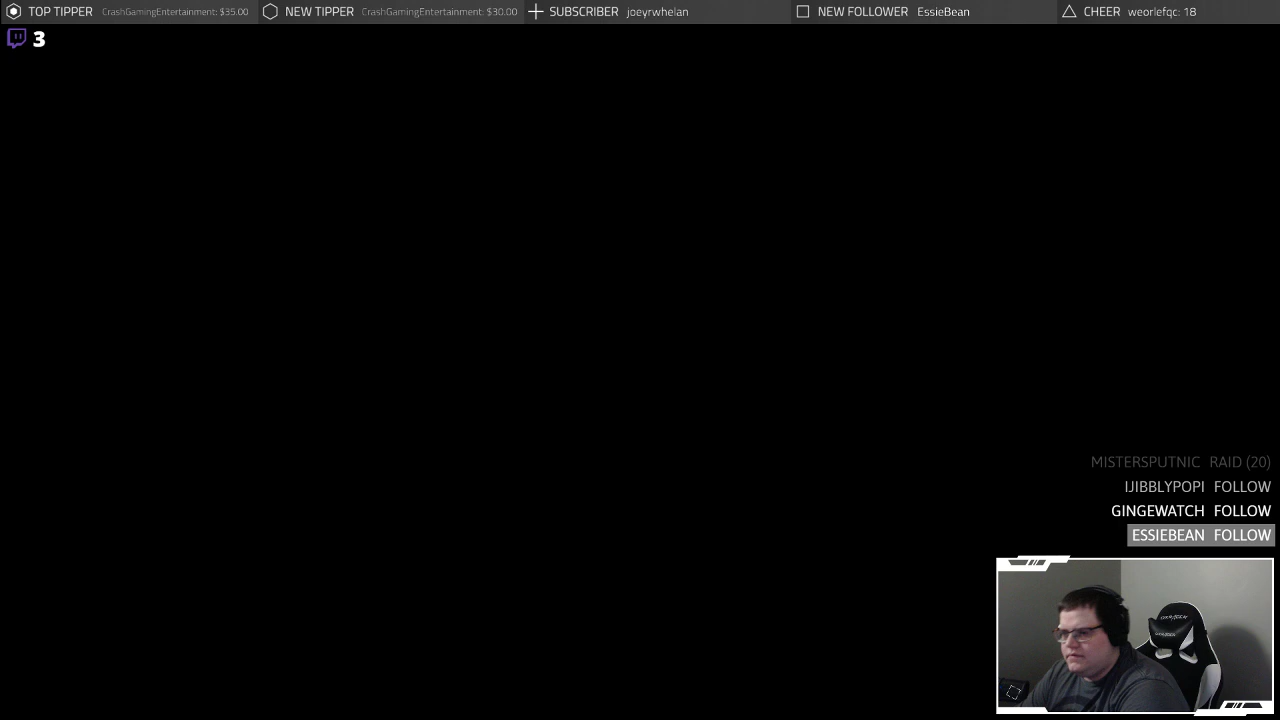 TOP TIPPER CrashGamingEntertainment: $35.00 NEW TIPPER CrashGamingEntertainment: $30.00 SUBSCRIBER joeyrwhelan NEW FOLLOWER EssieBean CHEER weorlefqc: 18
3
MISTERSPUTNIC RAID (20)
IJIBBLYPOPI FOLLOW
GINGEWATCH FOLLOW
ESSIEBEAN FOLLOW